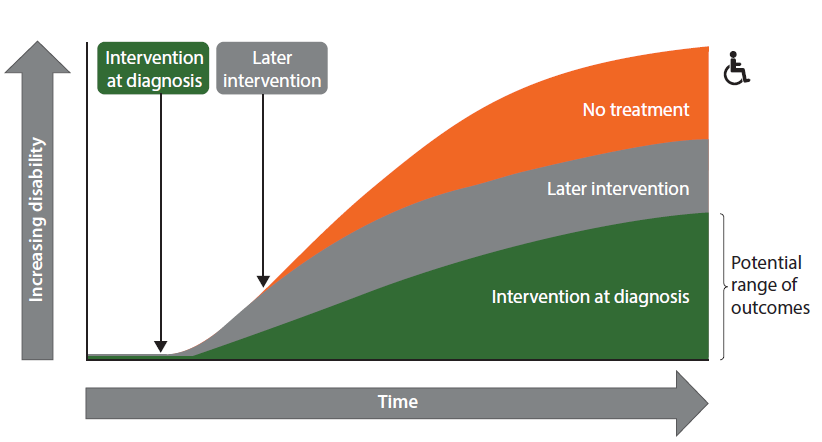 Intervention
at diagnosis
Later
intervention
Increasing disability
No treatment
Later intervention
Intervention at diagnosis
Potential
range of
outcomes
Time